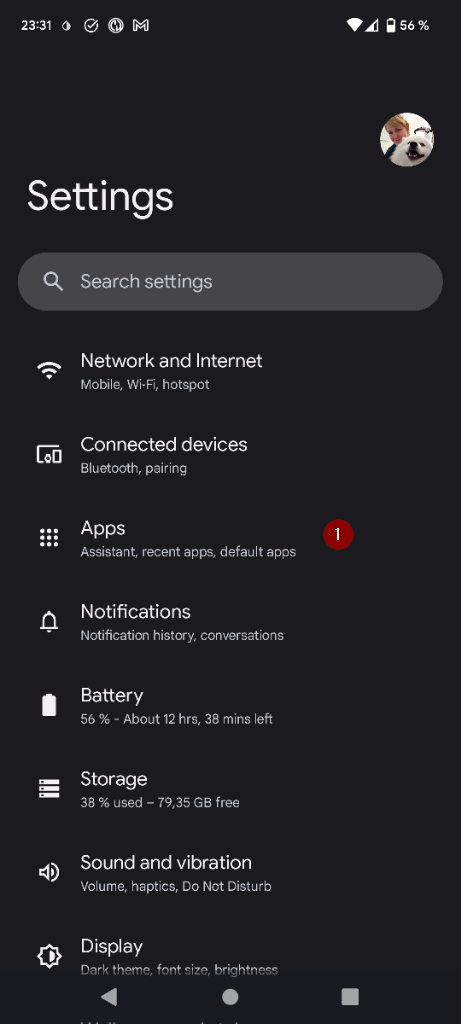 23:31
56 %
Settings
Search settings
Network and Internet
Mobile, Wi-Fi, hotspot
Connected devices
Bluetooth, pairing
Apps
1
Assistant, recent apps, default apps
Notifications
Notification history, conversations
Battery
56 % - About 12 hrs, 38 mins left
Storage
38 % used – 79,35 GB free
Sound and vibration
Volume, haptics, Do Not Disturb
Display
Dark theme, font size, brightness